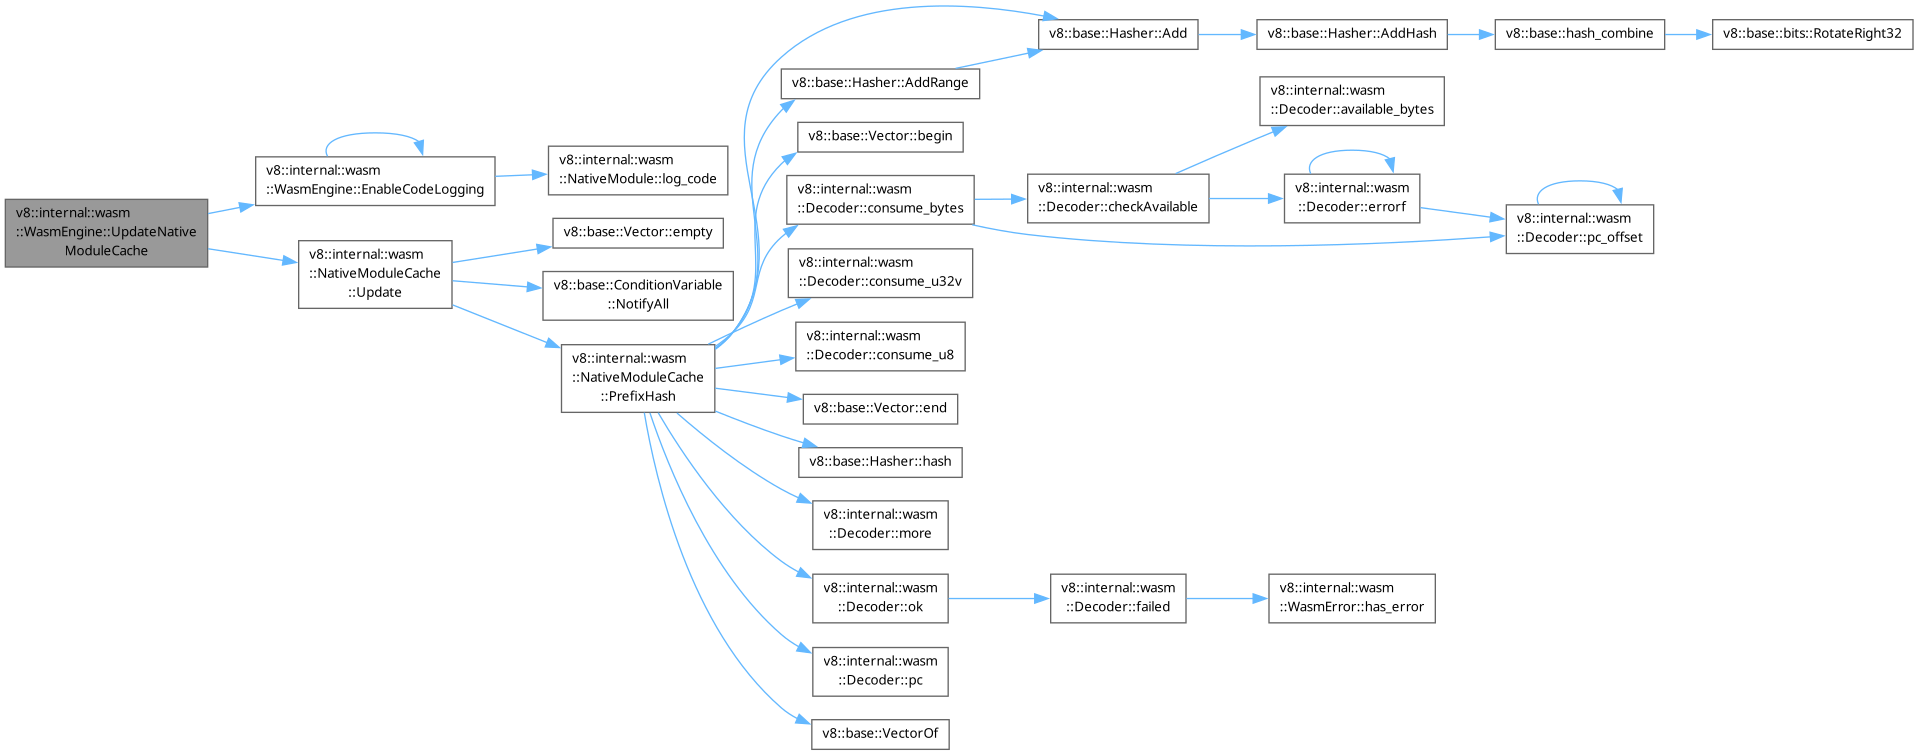 v8::internal::wasm
::WasmEngine::UpdateNative
ModuleCache
v8::internal::wasm
::WasmEngine::EnableCodeLogging
v8::internal::wasm
::NativeModule::log_code
v8::internal::wasm
::NativeModuleCache
::Update
v8::base::Vector::empty
v8::base::ConditionVariable
::NotifyAll
v8::internal::wasm
::NativeModuleCache
::PrefixHash
v8::base::Hasher::Add
v8::base::Hasher::AddHash
v8::base::hash_combine
v8::base::bits::RotateRight32
v8::base::Hasher::AddRange
v8::base::Vector::begin
v8::internal::wasm
::Decoder::consume_bytes
v8::internal::wasm
::Decoder::checkAvailable
v8::internal::wasm
::Decoder::available_bytes
v8::internal::wasm
::Decoder::errorf
v8::internal::wasm
::Decoder::pc_offset
v8::internal::wasm
::Decoder::consume_u32v
v8::internal::wasm
::Decoder::consume_u8
v8::base::Vector::end
v8::base::Hasher::hash
v8::internal::wasm
::Decoder::more
v8::internal::wasm
::Decoder::ok
v8::internal::wasm
::Decoder::failed
v8::internal::wasm
::WasmError::has_error
v8::internal::wasm
::Decoder::pc
v8::base::VectorOf